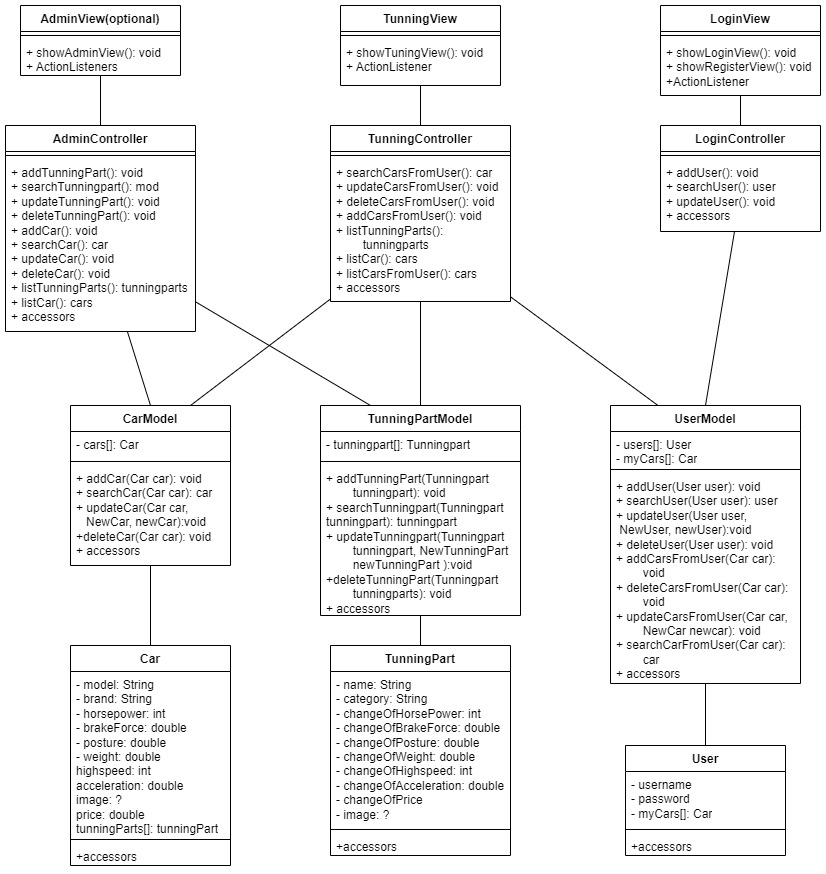 AdminView(optional)
+ showAdminView(): void
+ ActionListeners
TunningView
+ showTuningView(): void
+ ActionListener
LoginView
+ showLoginView(): void
+ showRegisterView(): void
+ActionListener
AdminController
+ addTunningPart(): void
+ searchTunningpart(): mod
+ updateTunningPart(): void
+ deleteTunningPart(): void
+ addCar(): void
+ searchCar(): car
+ updateCar(): void
+ deleteCar(): void
+ listTunningParts(): tunningparts
+ listCar(): cars
+ accessors
TunningController
+ searchCarsFromUser(): car
+ updateCarsFromUser(): void
+ deleteCarsFromUser(): void
+ addCarsFromUser(): void
+ listTunningParts():
tunningparts
+ listCar(): cars
+ listCarsFromUser(): cars
+ accessors
LoginController
+ addUser(): void
+ searchUser(): user
+ updateUser(): void
+ accessors
CarModel
- cars[]: Car
+ addCar(Car car): void
+ searchCar(Car car): car
+ updateCar(Car car,
NewCar, newCar):void
+deleteCar(Car car): void
+ accessors
TunningPartModel
- tunningpart[]: Tunningpart
+ addTunningPart(Tunningpart
tunningpart): void
+ searchTunningpart(Tunningpart
tunningpart): tunningpart
+ updateTunningpart(Tunningpart
tunningpart, NewTunningPart
newTunningPart ):void
+deleteTunningPart(Tunningpart
tunningparts): void
+ accessors
UserModel
- users[]: User
- myCars[]: Car
+ addUser(User user): void
+ searchUser(User user): user
+ updateUser(User user,
NewUser, newUser):void
+ deleteUser(User user): void
+ addCarsFromUser(Car car):
void
+ deleteCarsFromUser(Car car):
void
+ updateCarsFromUser(Car car,
NewCar newcar): void
+ searchCarFromUser(Car car):
car
+ accessors
Car
- model: String
- brand: String
- horsepower: int
- brakeForce: double
- posture: double
- weight: double
highspeed: int
acceleration: double
image: ?
price: double
tunningParts[]: tunningPart
+accessors
TunningPart
- name: String
- category: String
- changeOfHorsePower: int
- changeOfBrakeForce: double
- changeOfPosture: double
- changeOfWeight: double
- changeOfHighspeed: int
- changeOfAcceleration: double
- changeOfPrice
- image: ?
+accessors
User
- username
- password
- myCars[]: Car
+accessors